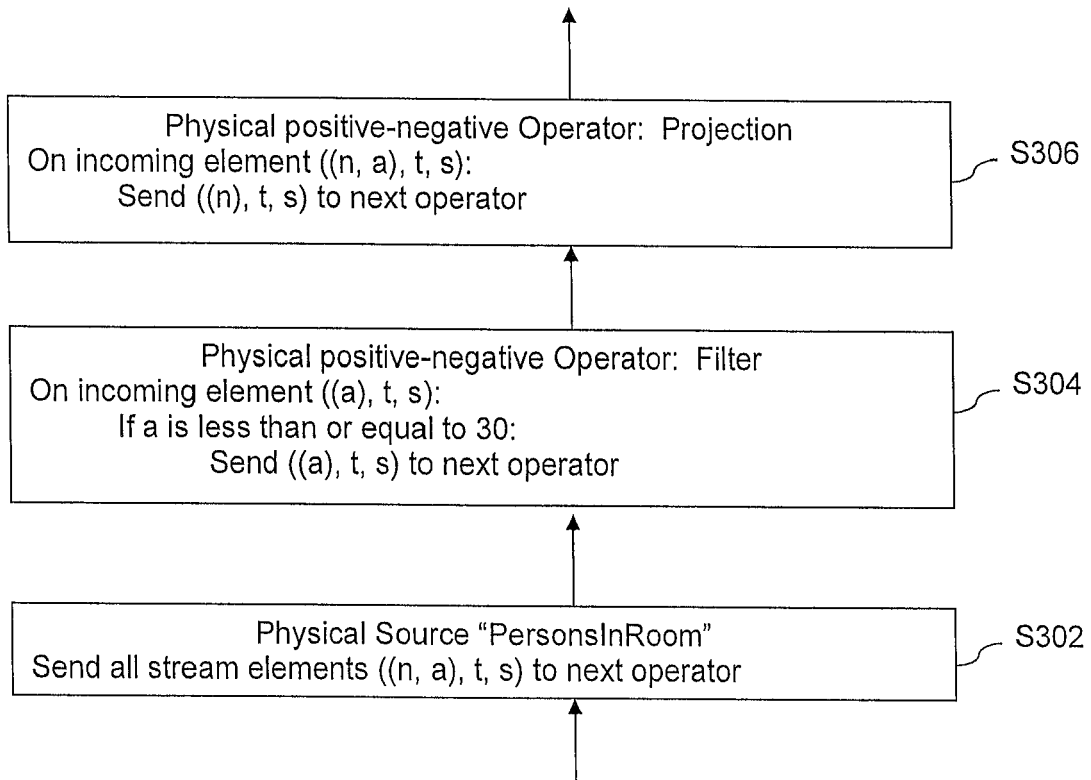 Physical positive-negative Operator: Projection
On incoming element ((n, a), t, s):
Send ((n), t, s) to next operator
S306
Physical positive-negative Operator: Filter
On incoming element ((a), t, s):
If a is less than or equal to 30:
Send ((a), t, s) to next operator
S304
Physical Source “PersonsInRoom”
Send all stream elements ((n, a), t, s) to next operator
S302